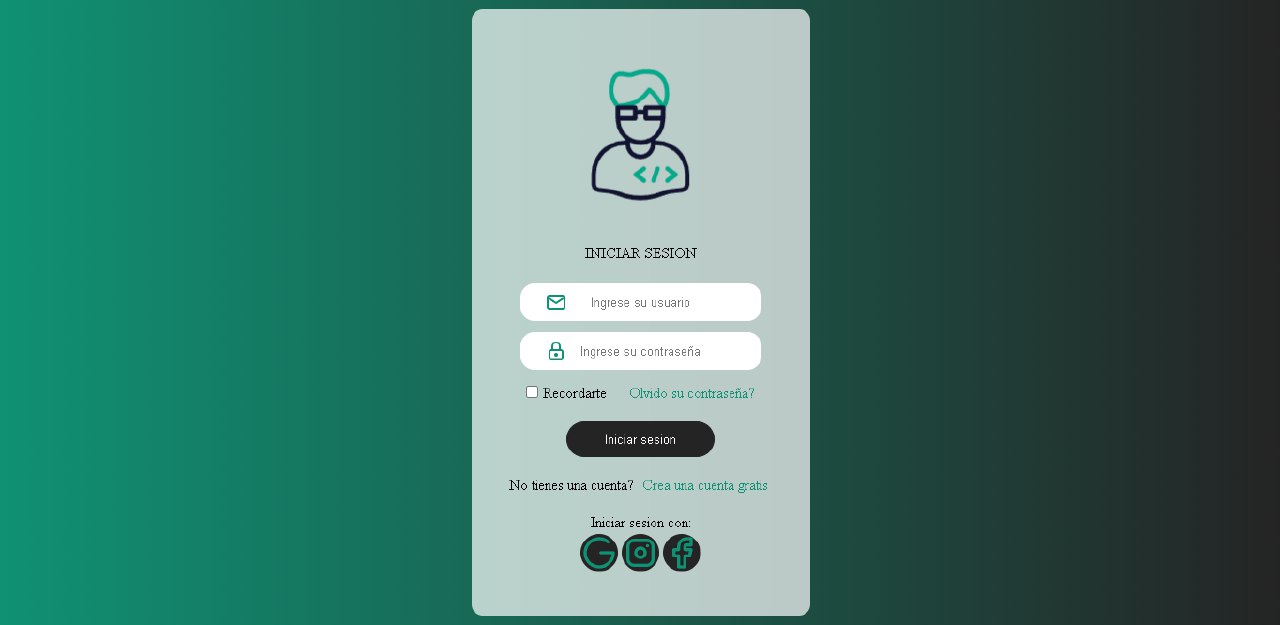 </>
INICIAR SESION
Ingrese su usuario
Ingrese su contraseña
Recordarte Olvido su contraseña?
Iniciar sesion
No tienes una cuenta? Crea una cuenta gratis
Iniciar sesion con: